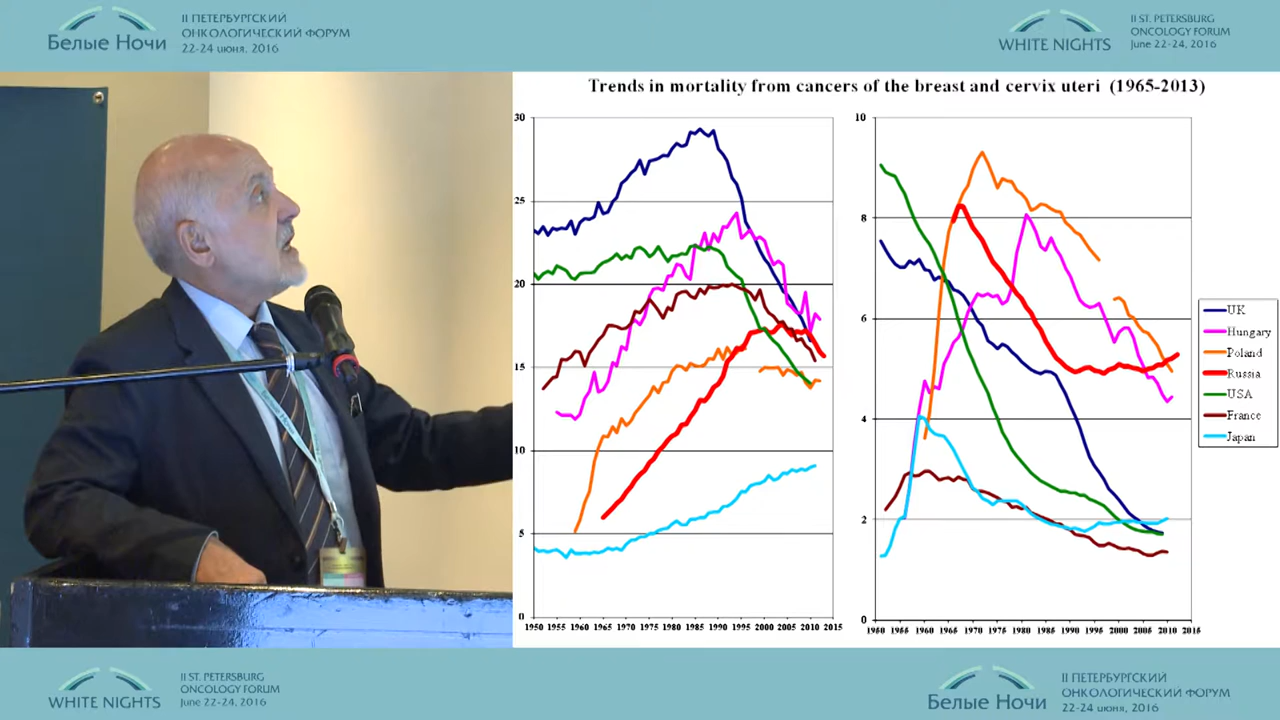 Белые Ночи
II ПЕТЕРБУРГСКИЙ
ОНКОЛОГИЧЕСКИЙ ФОРУМ
22-24 июня, 2016
WHITE NIGHTS
II ST. PETERSBURG
ONCOLOGY FORUM
June 22-24, 2016
Trends in mortality from cancers of the breast and cervix uteri (1965-2013)
30
25
20
15
10
5
0
1950 1955 1960 1965 1970 1975 1980 1985 1990 1995 2000 2005 2010 2015
10
8
6
4
2
0
1950 1955 1960 1965 1970 1975 1980 1985 1990 1995 2000 2005 2010 2015
UK
Hungary
Poland
Russia
USA
France
Japan
WHITE NIGHTS
II ST. PETERSBURG
ONCOLOGY FORUM
June 22-24, 2016
Белые Ночи
II ПЕТЕРБУРГСКИЙ
ОНКОЛОГИЧЕСКИЙ ФОРУМ
22-24 июня, 2016